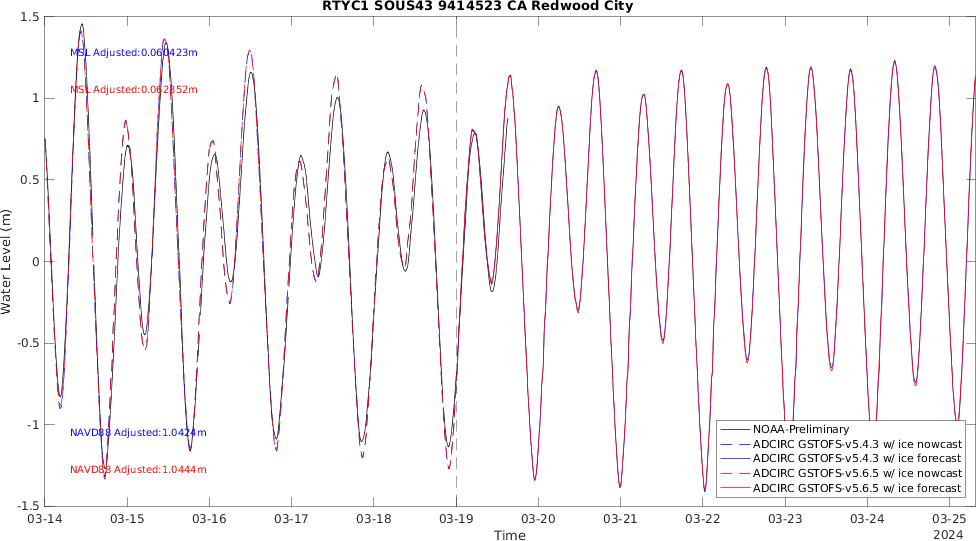 RTYC1 SOUS43 9414523 CA Redwood City
1.5
1
0.5
0
-0.5
-1
-1.5
Water Level (m)
MSL Adjusted:0.060423m
MSL Adjusted:0.062352m
NAVD88 Adjusted:1.0424m
NAVD88 Adjusted:1.0444m
NOAA-Preliminary
ADCIRC GSTOFS-v5.4.3 w/ ice nowcast
ADCIRC GSTOFS-v5.4.3 w/ ice forecast
ADCIRC GSTOFS-v5.6.5 w/ ice nowcast
ADCIRC GSTOFS-v5.6.5 w/ ice forecast
03-14 03-15 03-16 03-17 03-18 03-19 03-20 03-21 03-22 03-23 03-24 03-25
Time
2024